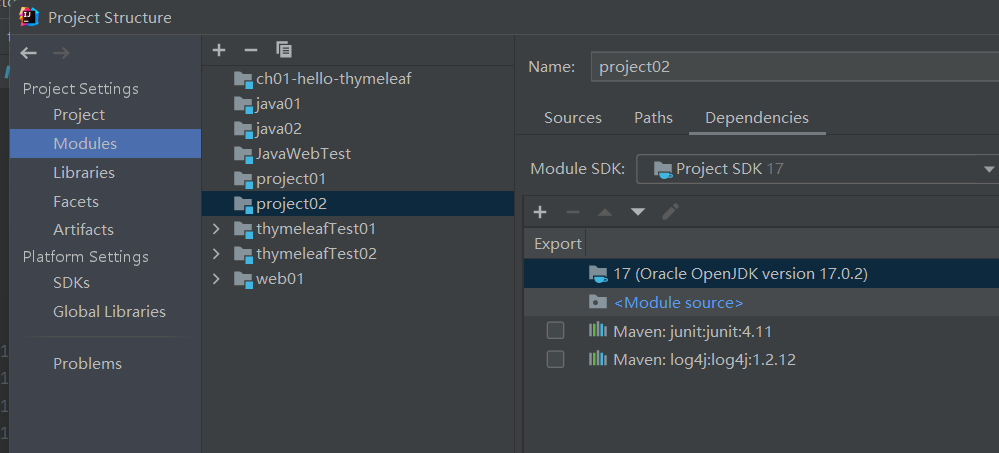 Project Structure
Project Settings
Project
Modules
Libraries
Facets
Artifacts
Platform Settings
SDKs
Global Libraries
Problems
ch01-hello-thymeleaf
java01
java02
JavaWebTest
project01
project02
thymeleafTest01
thymeleafTest02
web01
Name: project02
Sources Paths Dependencies
Module SDK: Project SDK 17
Export
17 (Oracle OpenJDK version 17.0.2)
<Module source>
Maven: junit:junit:4.11
Maven: log4j:log4j:1.2.12